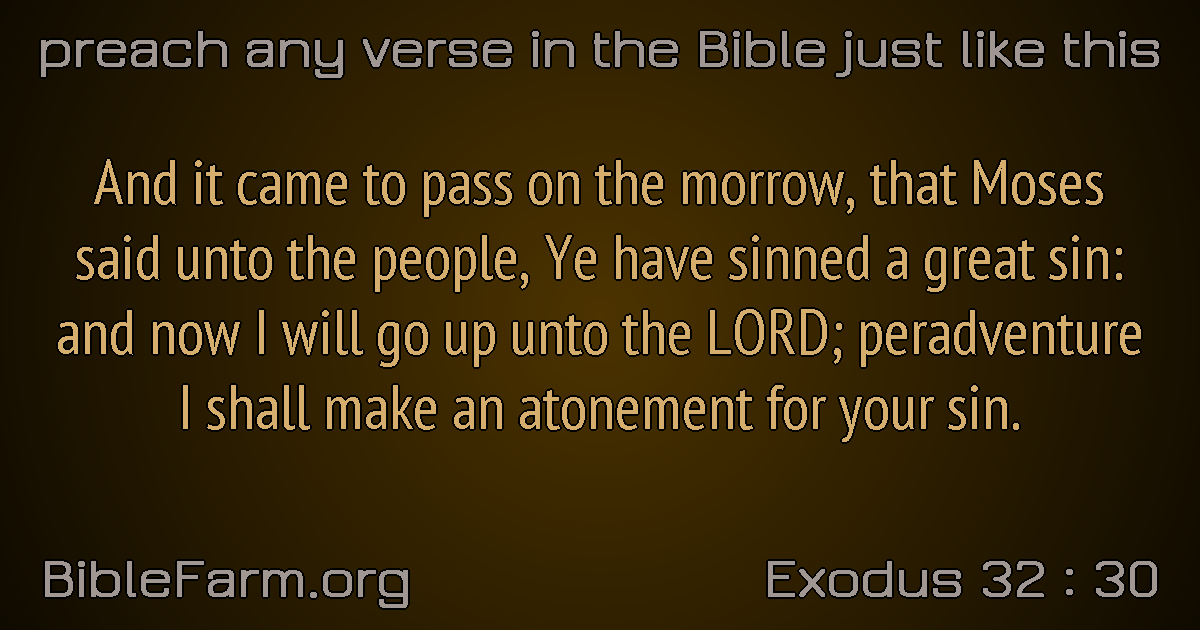 preach any verse in the Bible just like this
And it came to pass on the morrow, that Moses
said unto the people, Ye have sinned a great sin:
and now I will go up unto the LORD; peradventure
I shall make an atonement for your sin.
BibleFarm.org
Exodus 32 : 30